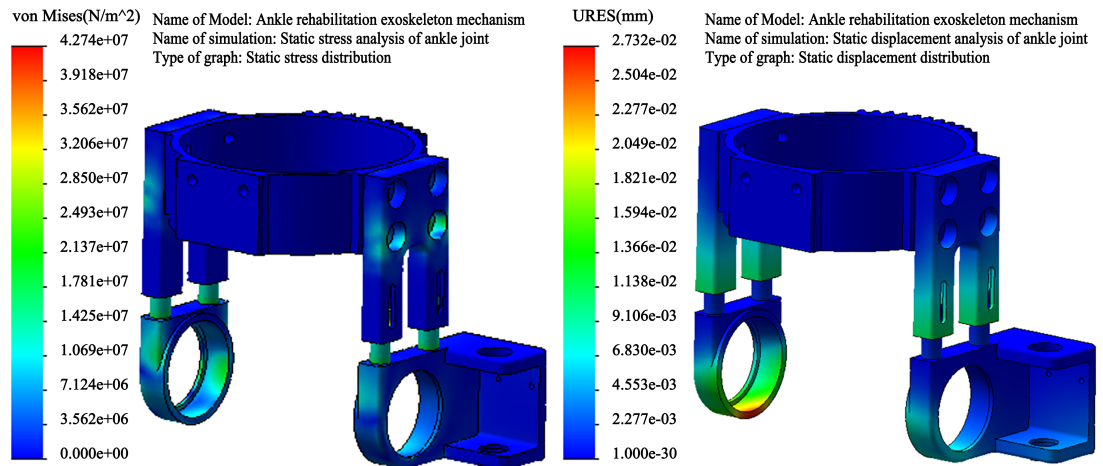 von Mises(N/m^2)
4.274e+07
3.918e+07
3.562e+07
3.206e+07
2.850e+07
2.493e+07
2.137e+07
1.781e+07
1.425e+07
1.069e+07
7.124e+06
3.562e+06
0.000e+00
Name of Model: Ankle rehabilitation exoskeleton mechanism
Name of simulation: Static stress analysis of ankle joint
Type of graph: Static stress distribution
URES(mm)
2.732e-02
2.504e-02
2.277e-02
2.049e-02
1.821e-02
1.594e-02
1.366e-02
1.138e-02
9.106e-03
6.830e-03
4.553e-03
2.277e-03
1.000e-30
Name of Model: Ankle rehabilitation exoskeleton mechanism
Name of simulation: Static displacement analysis of ankle joint
Type of graph: Static displacement distribution